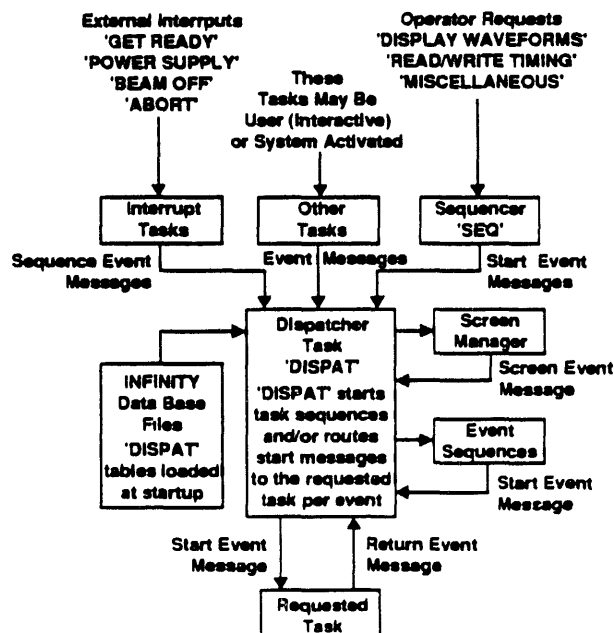 External Interrputs
'GET READY'
'POWER SUPPLY'
'BEAM OFF'
'ABORT'
These
Tasks May Be
User (Interactive)
or System Activated
Operator Requests
'DISPLAY WAVEFORMS'
'READ/WRITE TIMING'
'MISCELLANEOUS'
Interrupt
Tasks
Other
Tasks
Sequencer
'SEQ'
Sequence Event
Messages
Event Messages
Start Event
Messages
INFINITY
Data Base
Files
'DISPAT'
tables loaded
at startup
Dispatcher
Task
'DISPAT'
'DISPAT' starts
task sequences
and/or routes
start messages
to the requested
task per event
Screen
Manager
Screen Event
Message
Event
Sequences
Start Event
Message
Start Event
Message
Return Event
Message
Requested
Task